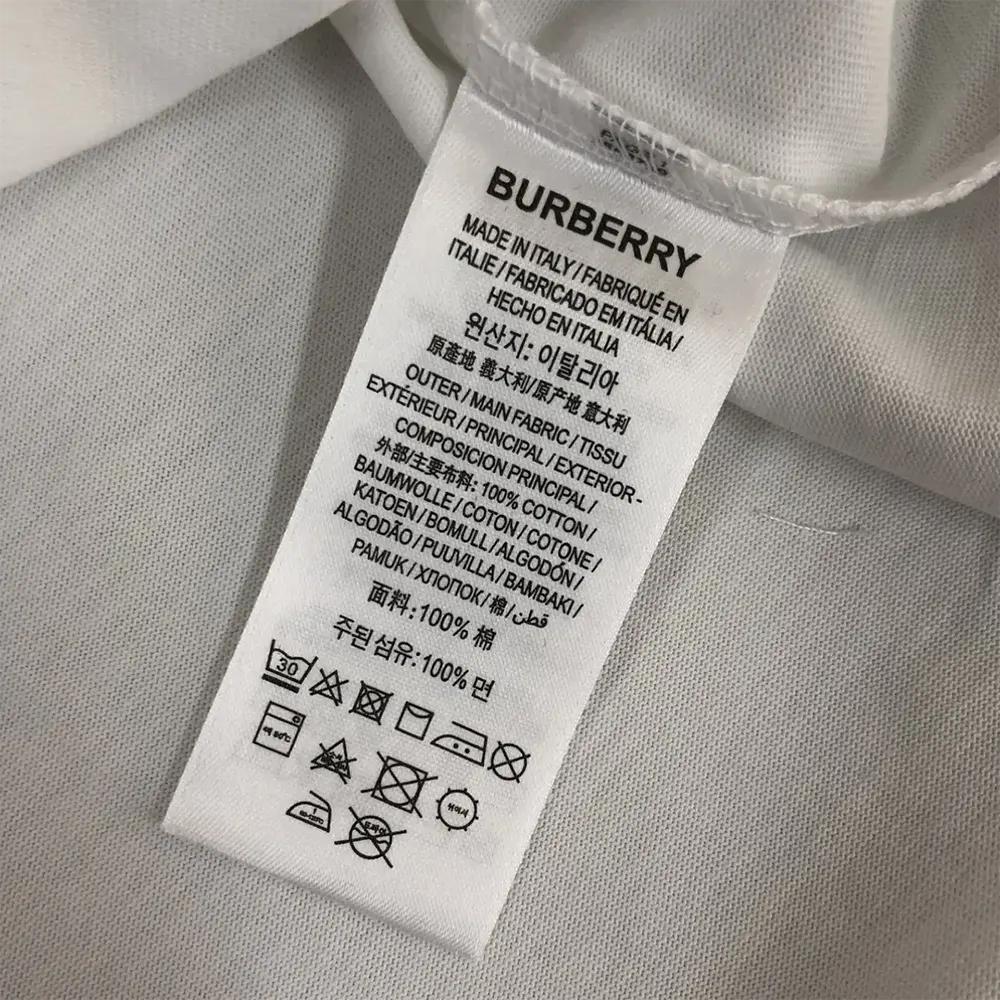 BURBERRY
MADE IN ITALY / FABRIQUÉ EN
ITALIE / FABRICADO EM ITÁLIA /
HECHO EN ITALIA
원산지: 이탈리아
原產地 義大利/原产地 意大利
OUTER / MAIN FABRIC / TISSU
EXTÉRIEUR / PRINCIPAL / EXTERIOR -
COMPOSICION PRINCIPAL /
外部/主要布料: 100% COTTON /
BAUMWOLLE / COTON / COTONE /
KATOEN / BOMULL / ALGODÓN /
ALGODÃO / PUUVILLA / BAMBAKI /
PAMUK / ХЛОПОК / 棉 / قطن
面料: 100% 棉
주된 섬유: 100% 면
30